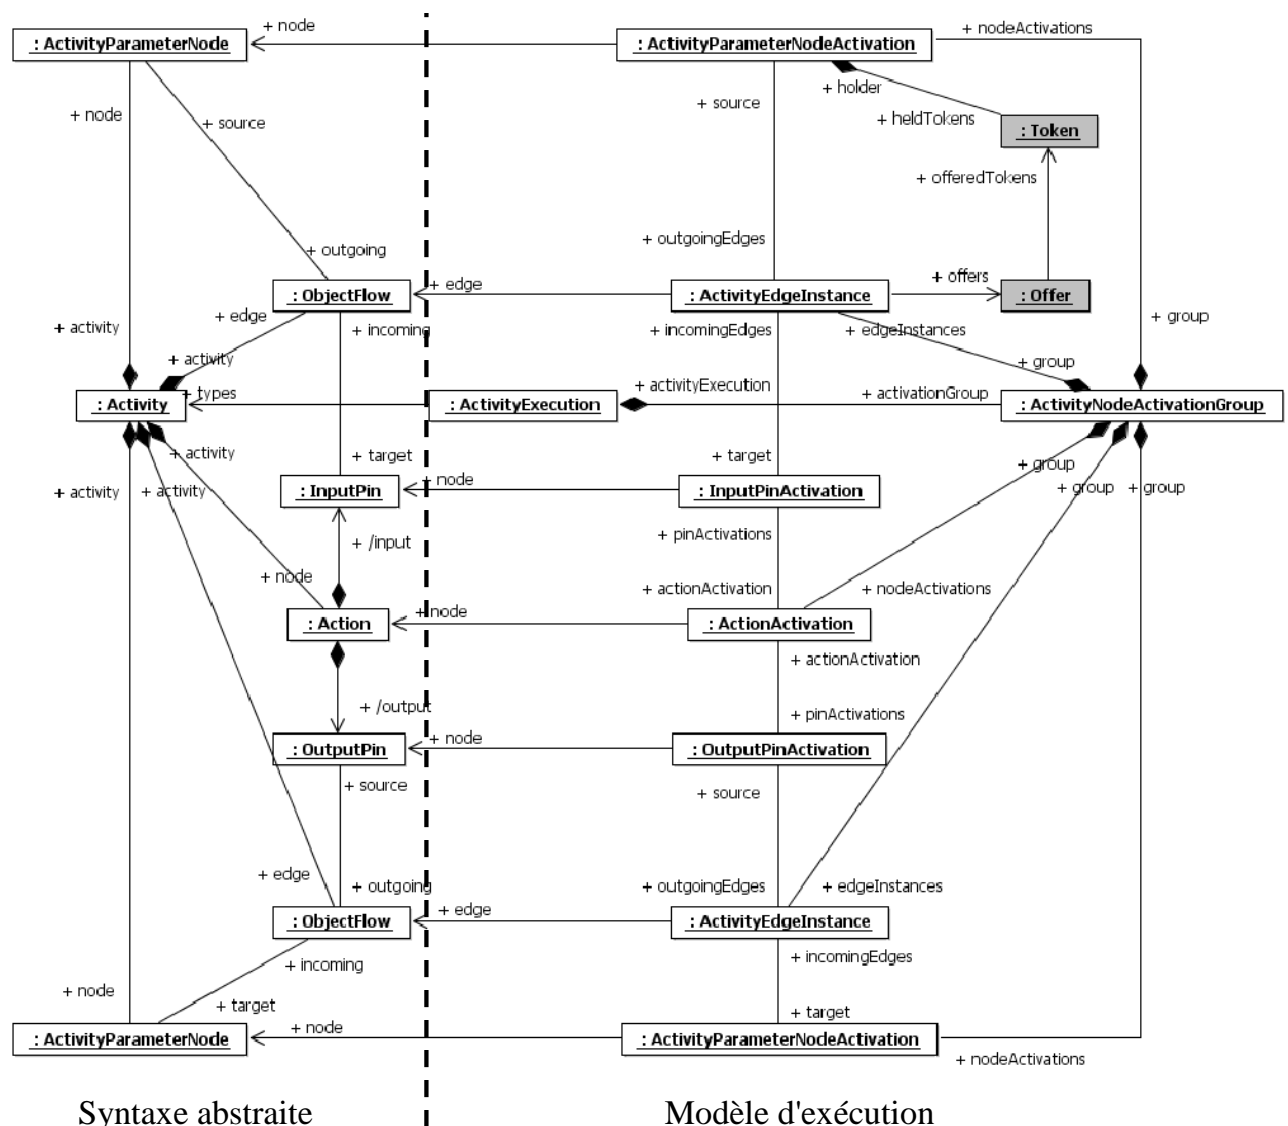 + node
+ nodeActivations
: ActivityParameterNode
: ActivityParameterNodeActivation
+ holder
+ node
+ source
+ source
+ heldTokens
: Token
+ offeredTokens
+ outgoing
+ outgoingEdges
+ edge
+ offers
: ObjectFlow
: ActivityEdgeInstance
: Offer
+ edge
+ activity
+ incoming
+ incomingEdges
+ edgeInstances
+ group
+ activity
+ group
+ types
+ activityExecution
+ activationGroup
: Activity
: ActivityExecution
: ActivityNodeActivationGroup
+ activity
+ target
+ target
+ group
+ activity
+ activity
+ node
+ group
+ group
: InputPin
: InputPinActivation
+ /input
+ pinActivations
+ node
+ actionActivation
+ nodeActivations
+ node
: Action
: ActionActivation
+ actionActivation
+ /output
+ pinActivations
+ node
: OutputPin
: OutputPinActivation
+ source
+ source
+ edge
+ outgoing
+ outgoingEdges
+ edgeInstances
+ edge
: ObjectFlow
: ActivityEdgeInstance
+ incoming
+ incomingEdges
+ node
+ target
+ target
+ node
: ActivityParameterNode
: ActivityParameterNodeActivation
+ nodeActivations
Syntaxe abstraite
Modèle d'exécution